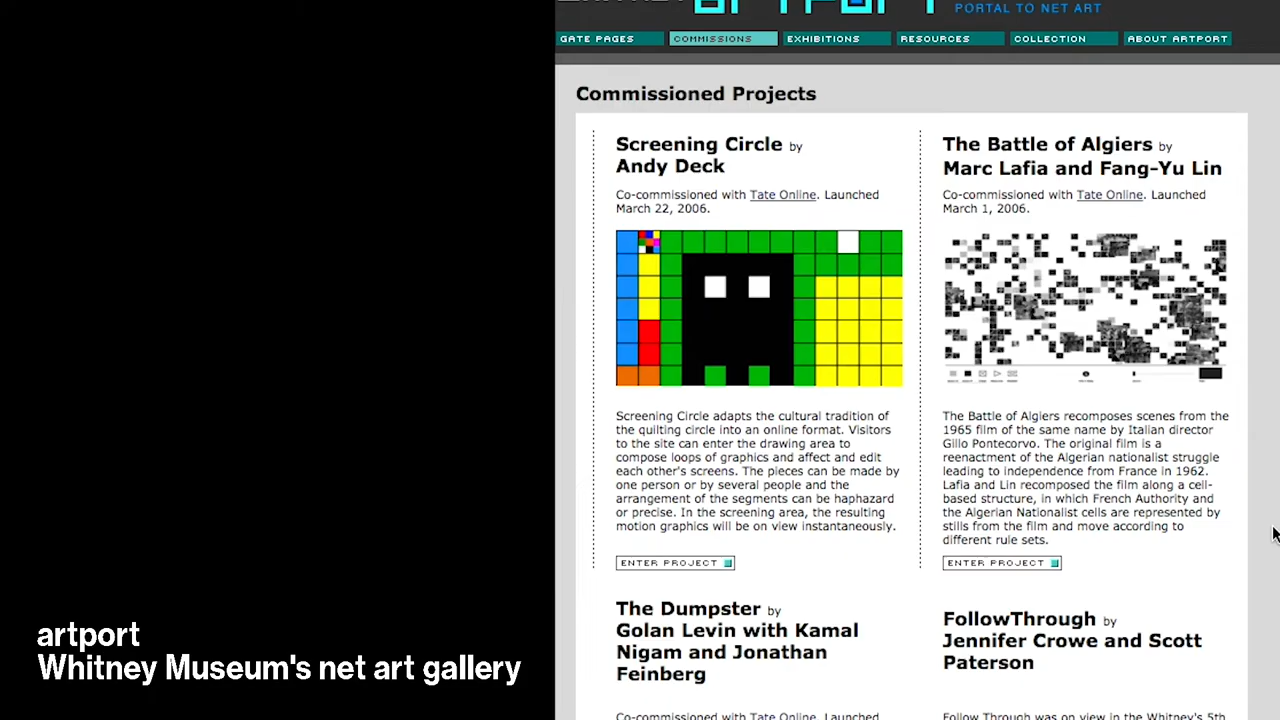 PORTAL TO NET ART
GATE PAGES
COMMISSIONS
EXHIBITIONS
RESOURCES
COLLECTION
ABOUT ARTPORT
Commissioned Projects
Screening Circle by
Andy Deck
Co-commissioned with Tate Online. Launched
March 22, 2006.
Screening Circle adapts the cultural tradition of
the quilting circle into an online format. Visitors
to the site can enter the drawing area to
compose loops of graphics and affect and edit
each other's screens. The pieces can be made by
one person or by several people and the
arrangement of the segments can be haphazard
or precise. In the screening area, the resulting
motion graphics will be on view instantaneously.
ENTER PROJECT
The Battle of Algiers by
Marc Lafia and Fang-Yu Lin
Co-commissioned with Tate Online. Launched
March 1, 2006.
The Battle of Algiers recomposes scenes from the
1965 film of the same name by Italian director
Gillo Pontecorvo. The original film is a
reenactment of the Algerian nationalist struggle
leading to independence from France in 1962.
Lafia and Lin recomposed the film along a cell-
based structure, in which French Authority and
the Algerian Nationalist cells are represented by
stills from the film and move according to
different rule sets.
ENTER PROJECT
The Dumpster by
Golan Levin with Kamal
Nigam and Jonathan
Feinberg
Co-commissioned with Tate Online. Launched
FollowThrough by
Jennifer Crowe and Scott
Paterson
Follow Through was on view in the Whitney's 5th
artport
Whitney Museum's net art gallery